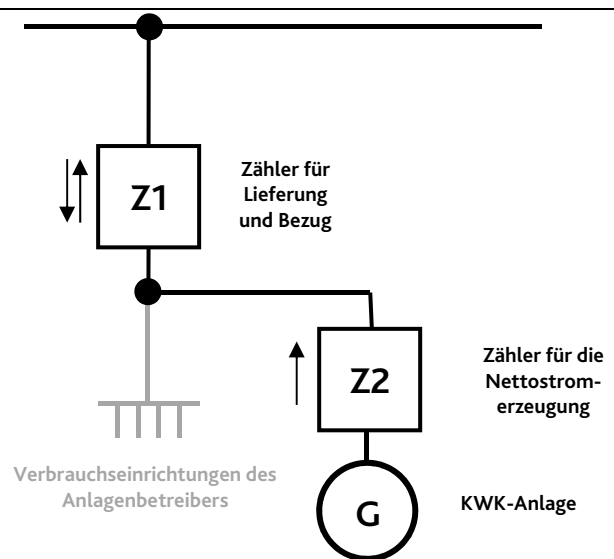 Z1
Zähler für
Lieferung
und Bezug
Z2
Zähler für die
Nettostrom-
erzeugung
Verbrauchseinrichtungen des
Anlagenbetreibers
G
KWK-Anlage